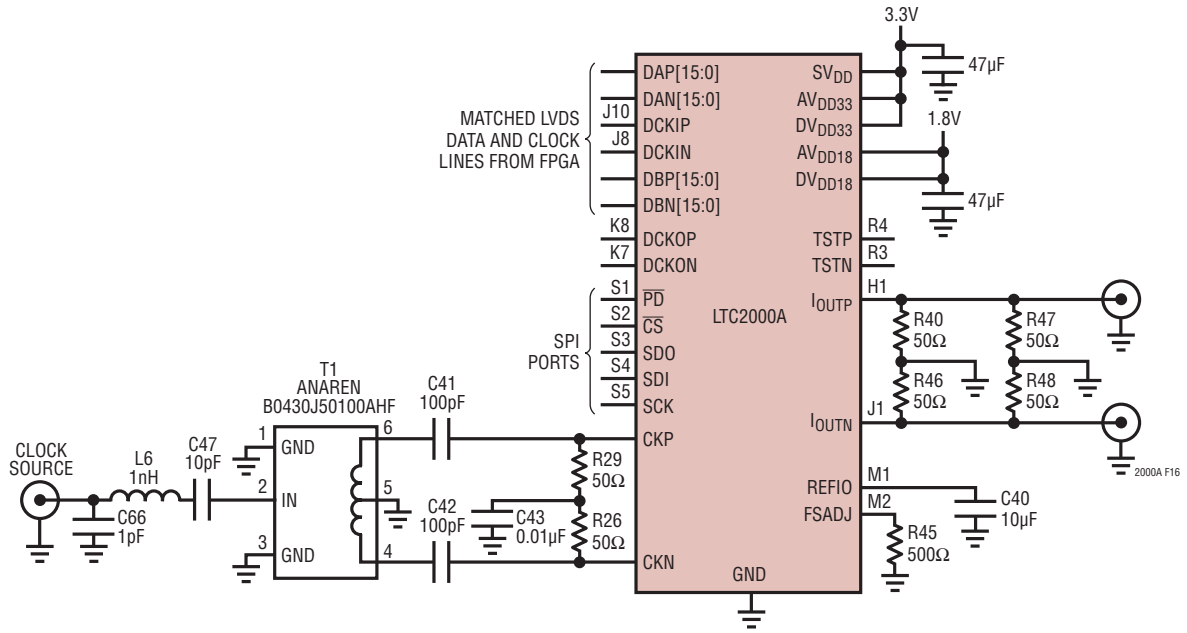 3.3V
47µF
SVDD
AVDD33
DVDD33
1.8V
AVDD18
DVDD18
47µF
MATCHED LVDS
DATA AND CLOCK
LINES FROM FPGA
DAP[15:0]
DAN[15:0]
J10
DCKIP
J8
DCKIN
DBP[15:0]
DBN[15:0]
K8
DCKOP
K7
DCKON
TSTP
R4
TSTN
R3
SPI
PORTS
S1
PD
S2
CS
S3
SDO
S4
SDI
S5
SCK
LTC2000A
IOUTP
H1
R40
50Ω
R47
50Ω
R46
50Ω
R48
50Ω
IOUTN
J1
2000A F16
T1
ANAREN
B0430J50100AHF
1
GND
2
IN
3
GND
6
5
4
CLOCK
SOURCE
L6
1nH
C47
10pF
C66
1pF
C41
100pF
C42
100pF
C43
0.01µF
R29
50Ω
R26
50Ω
CKP
CKN
GND
REFIO
M1
FSADJ
M2
C40
10µF
R45
500Ω